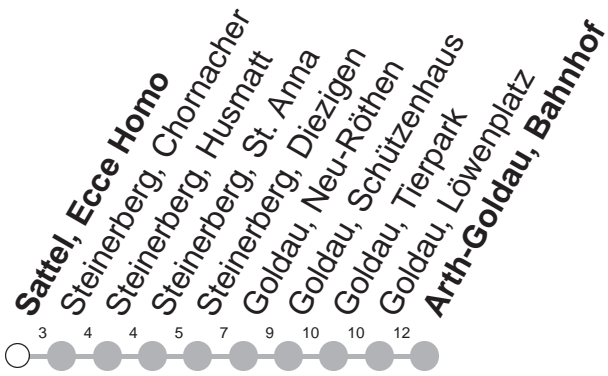 Sattel, Ecce Homo
Steinerberg, Chornacher
Steinerberg, Husmatt
Steinerberg, St. Anna
Steinerberg, Diezigen
Goldau, Neu-Röthen
Goldau, Schützenhaus
Goldau, Tierpark
Goldau, Löwenplatz
Arth-Goldau, Bahnhof
3 4 4 5 7 9 10 10 12